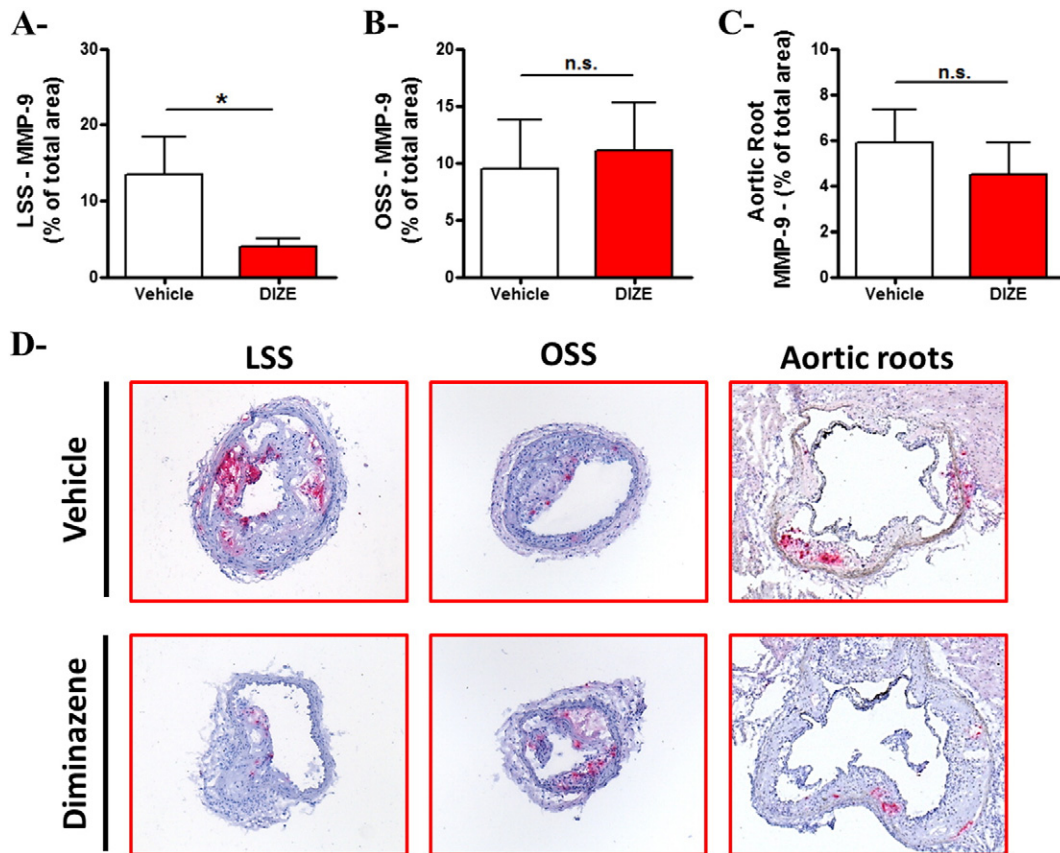 A-
LSS - MMP-9
(% of total area)
30
20
10
0
*
Vehicle
DIZE
B-
OSS - MMP-9
(% of total area)
20
15
10
5
0
n.s.
Vehicle
DIZE
C-
Aortic Root
MMP-9 - (% of total area)
10
8
6
4
2
0
n.s.
Vehicle
DIZE
D-
LSS
OSS
Aortic roots
Vehicle
Diminazene